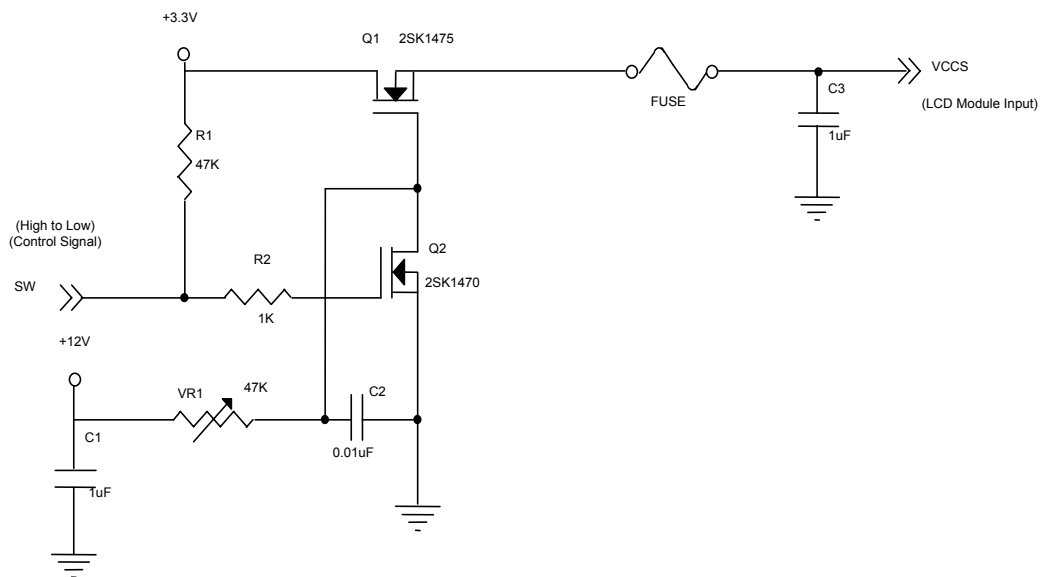 +3.3V
Q1 2SK1475
VCCS
FUSE
C3
(LCD Module Input)
R1
1uF
47K
(High to Low)
(Control Signal)
Q2
R2
SW
2SK1470
1K
+12V
VR1
47K
C2
C1
0.01uF
1uF